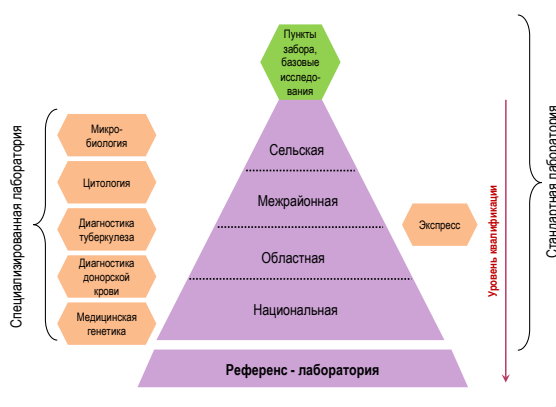 Пункты
забора,
базовые
исследо-
вания
Специализированная лаборатория
Микро-
биология
Цитология
Диагностика
туберкулеза
Диагностика
донорской
крови
Медицинская
генетика
Сельская
Межрайонная
Областная
Национальная
Референс - лаборатория
Экспресс
Уровень квалификации
Стандартная лаборатория